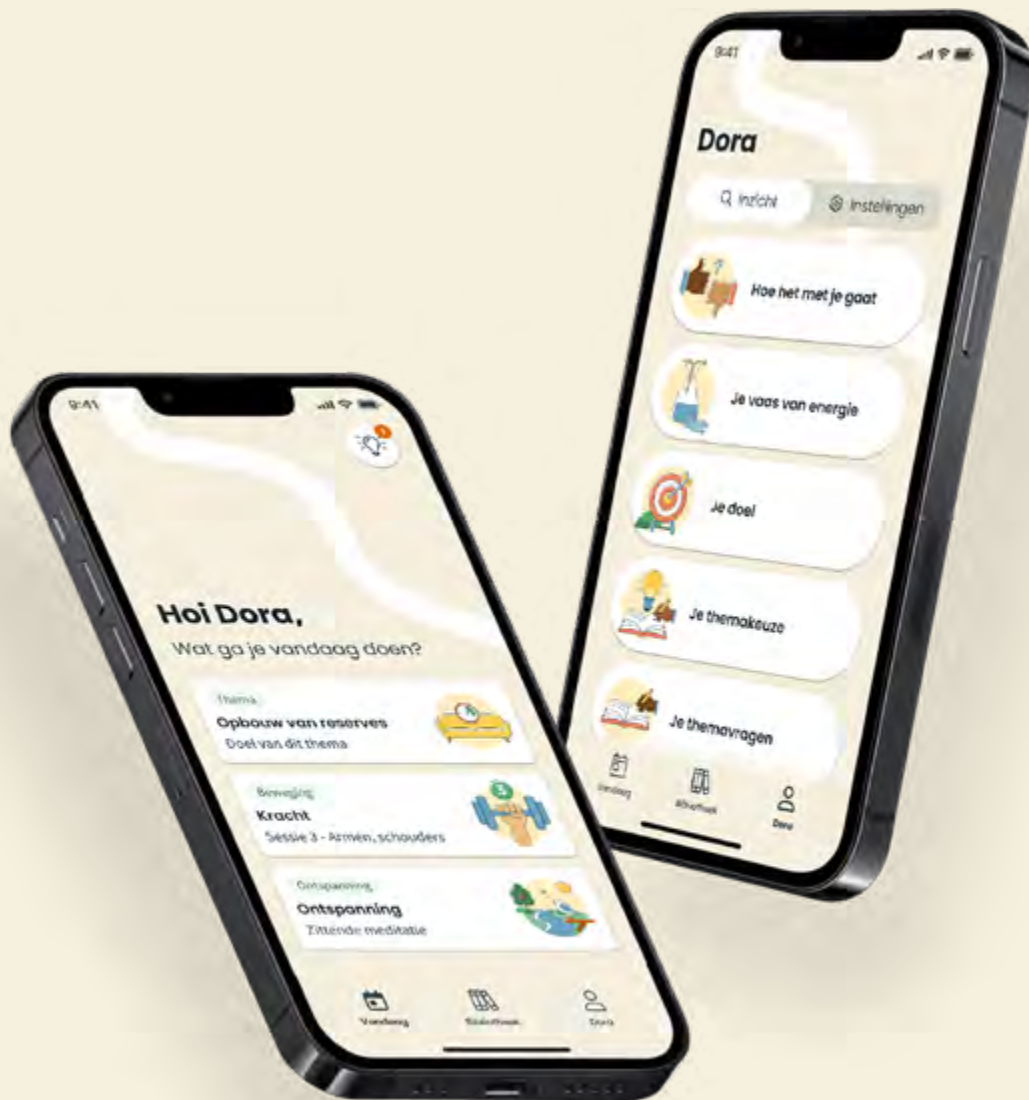 9:41
Hoi Dora,
Wat ga je vandaag doen?
Thema
Opbouw van reserves
Doel van dit thema
Beweging
Kracht
3
Sessie 3 - Armen, schouders
Ontspanning
Ontspanning
Zittende meditatie
Vandaag
Bibliotheek
Dora
9:41
Dora
Inzicht
Instellingen
?
Hoe het met je gaat
Je vaas van energie
Je doel
Je themakeuze
Je themavragen
Vandaag
Bibliotheek
Dora